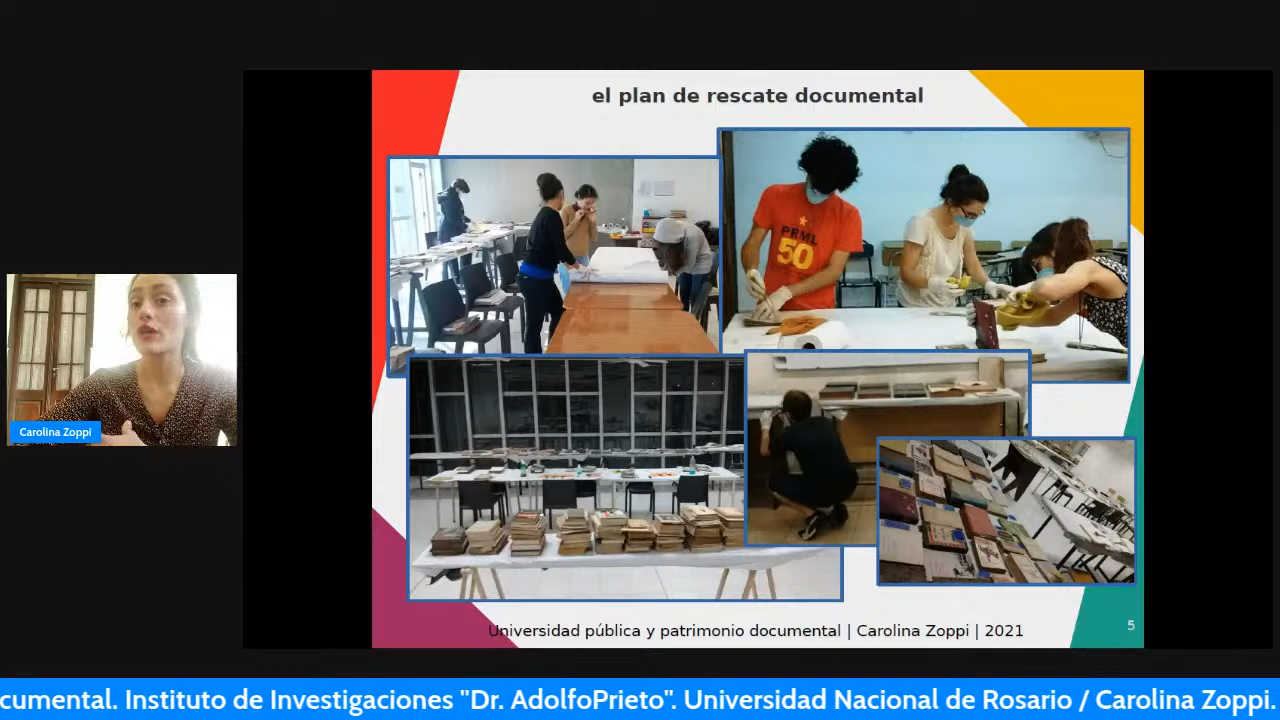 el plan de rescate documental
PRML
50
Carolina Zoppi
Universidad pública y patrimonio documental | Carolina Zoppi | 2021
5
cumental. Instituto de Investigaciones "Dr. AdolfoPrieto". Universidad Nacional de Rosario / Carolina Zoppi.